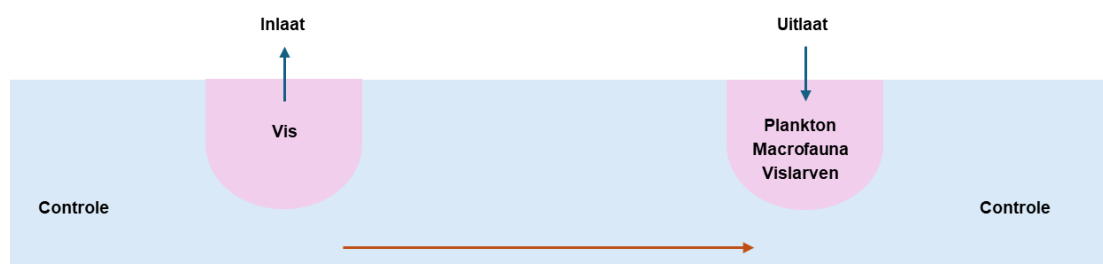 Inlaat
Uitlaat
Vis
Plankton
Macrofauna
Vislarven
Controle
Controle